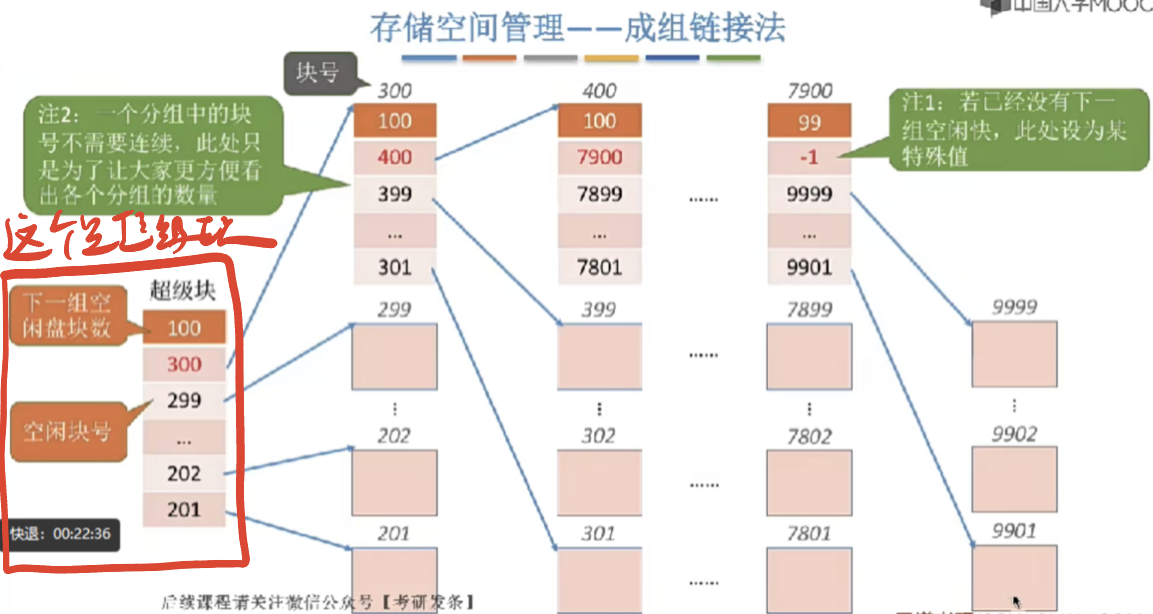 中国大学MOOC
存储空间管理——成组链接法
块号
300
400
7900
100
100
99
400
7900
-1
399
7899
......
9999
...
...
...
301
7801
9901
注2：一个分组中的块
号不需要连续，此处只
是为了让大家更方便看
出各个分组的数量
注1：若已经没有下一
组空闲快，此处设为某
特殊值
这个是
组块
超级块
下一组空
闲盘块数
100
300
空闲块号
299
...
202
201
快退：00:22:36
299
399
7899
9999
......
⋮
⋮
⋮
⋮
202
302
7802
9902
......
201
301
7801
9901
......
后续课程请关注微信公众号【考研发条】